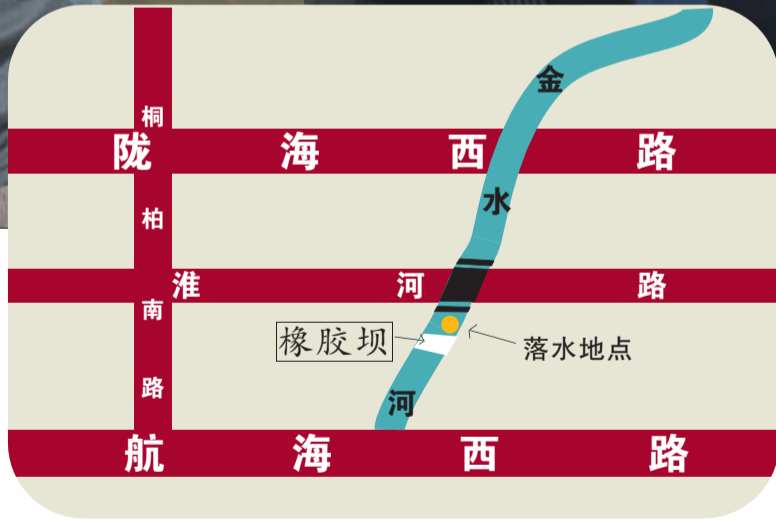 陇海西路
淮河路
航海西路
桐柏南路
金水河
橡胶坝
落水地点